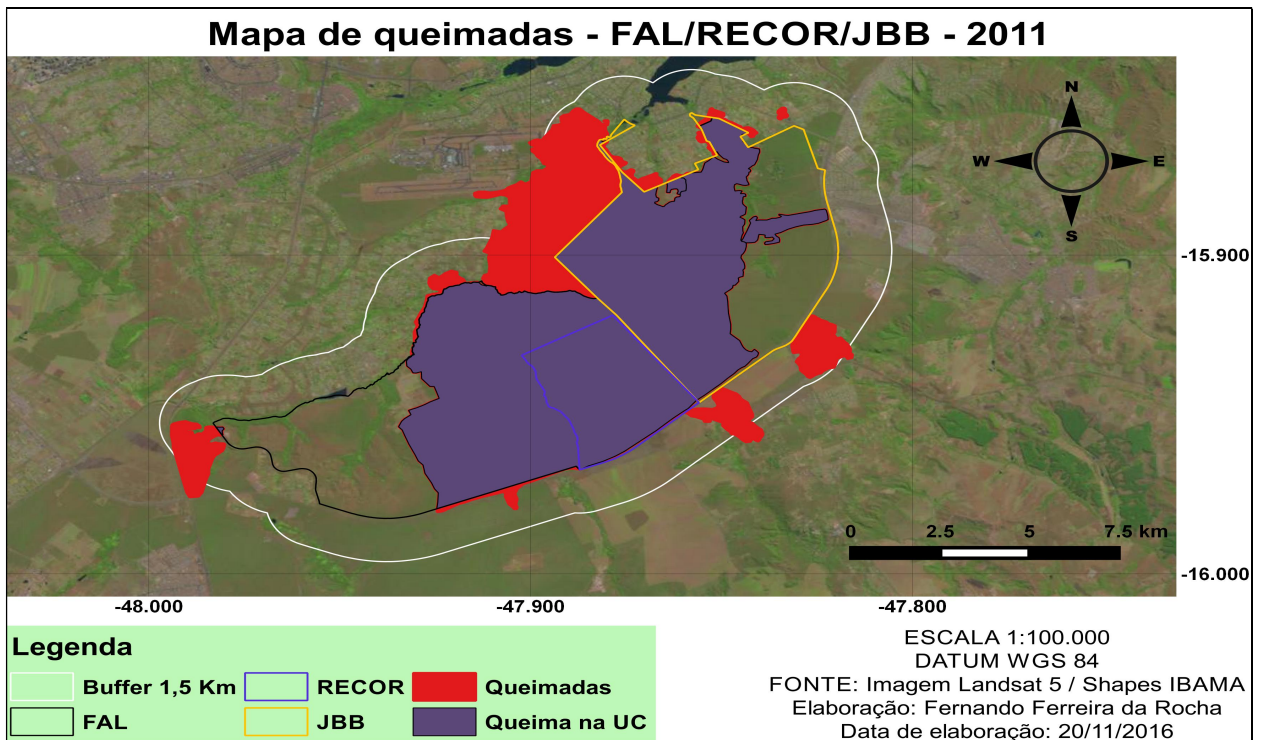 Mapa de queimadas - FAL/RECOR/JBB - 2011
N
W
E
S
-15.900
0 2.5 5 7.5 km
-16.000
-48.000 -47.900 -47.800
Legenda
Buffer 1,5 Km RECOR Queimadas
FAL JBB Queima na UC
ESCALA 1:100.000
DATUM WGS 84
FONTE: Imagem Landsat 5 / Shapes IBAMA
Elaboração: Fernando Ferreira da Rocha
Data de elaboração: 20/11/2016